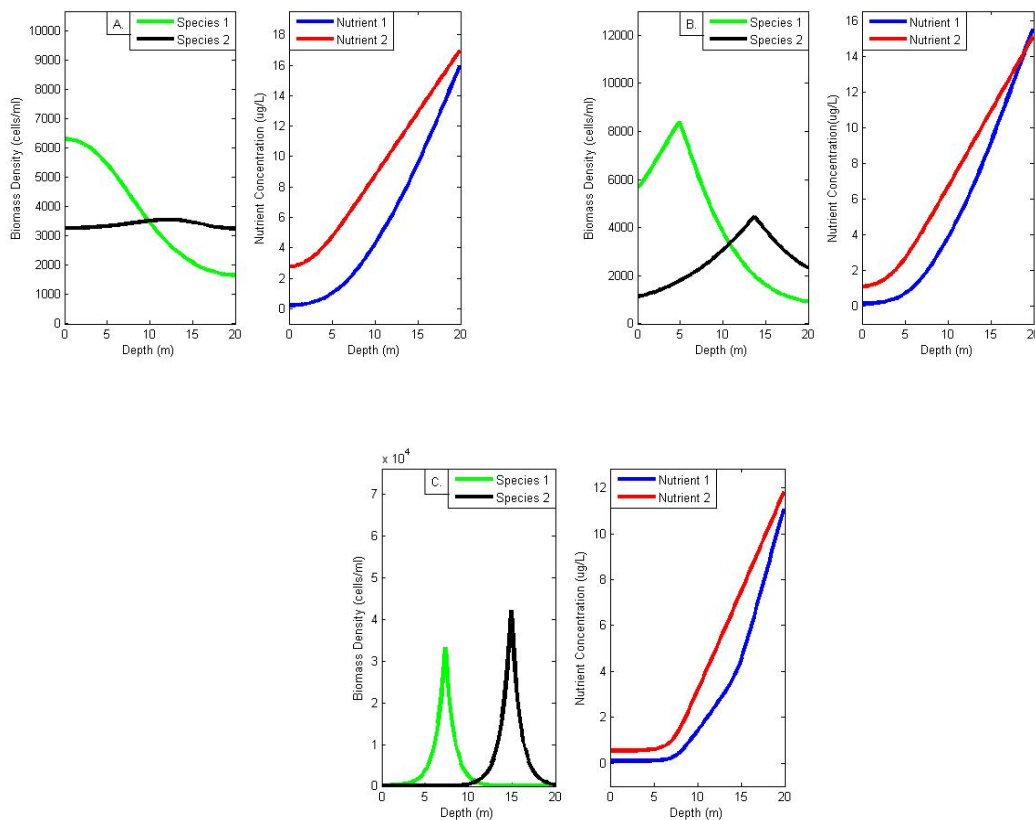 A.
Species 1
Species 2
Biomass Density (cells/ml)
10000
9000
8000
7000
6000
5000
4000
3000
2000
1000
0
0 5 10 15 20
Depth (m)
Nutrient 1
Nutrient 2
Nutrient Concentration (ug/L)
18
16
14
12
10
8
6
4
2
0
0 5 10 15 20
Depth (m)
B.
Species 1
Species 2
Biomass Density (cells/ml)
12000
10000
8000
6000
4000
2000
0
0 5 10 15 20
Depth (m)
Nutrient 1
Nutrient 2
Nutrient Concentration(ug/L)
16
14
12
10
8
6
4
2
0
0 5 10 15 20
Depth (m)
x 10^4
C.
Species 1
Species 2
Biomass Density (cells/ml)
7
6
5
4
3
2
1
0
0 5 10 15 20
Depth (m)
Nutrient 1
Nutrient 2
Nutrient Concentration (ug/L)
12
10
8
6
4
2
0
0 5 10 15 20
Depth (m)